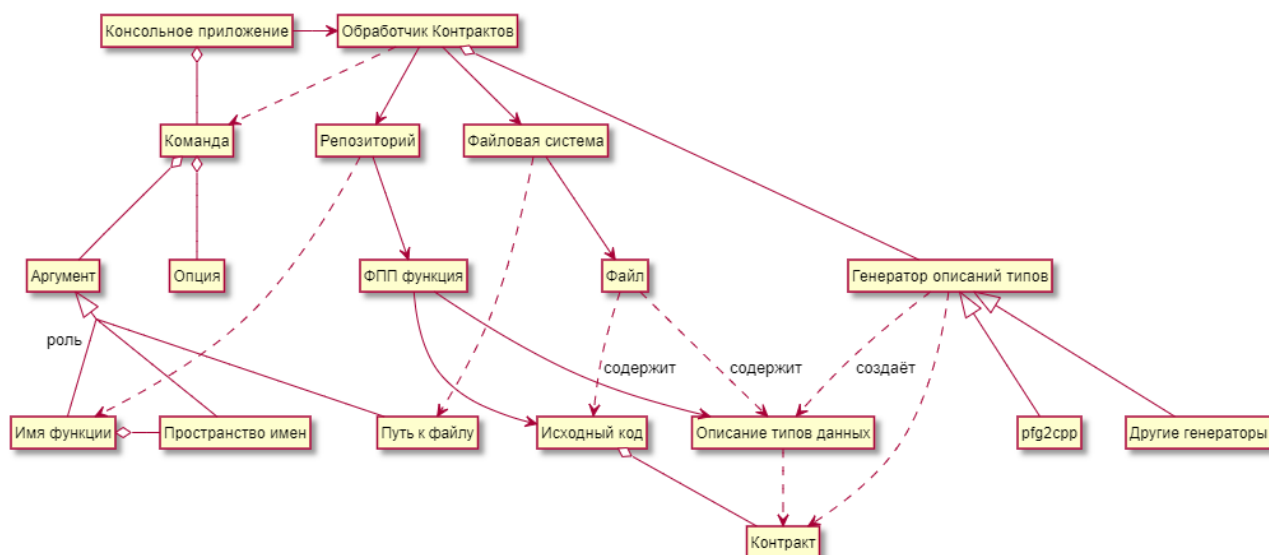 Консольное приложение
Обработчик Контрактов
Команда
Репозиторий
Файловая система
Аргумент
Опция
ФПП функция
Файл
Генератор описаний типов
роль
содержит
содержит
создаёт
Имя функции
Пространство имен
Путь к файлу
Исходный код
Описание типов данных
pfg2cpp
Другие генераторы
Контракт